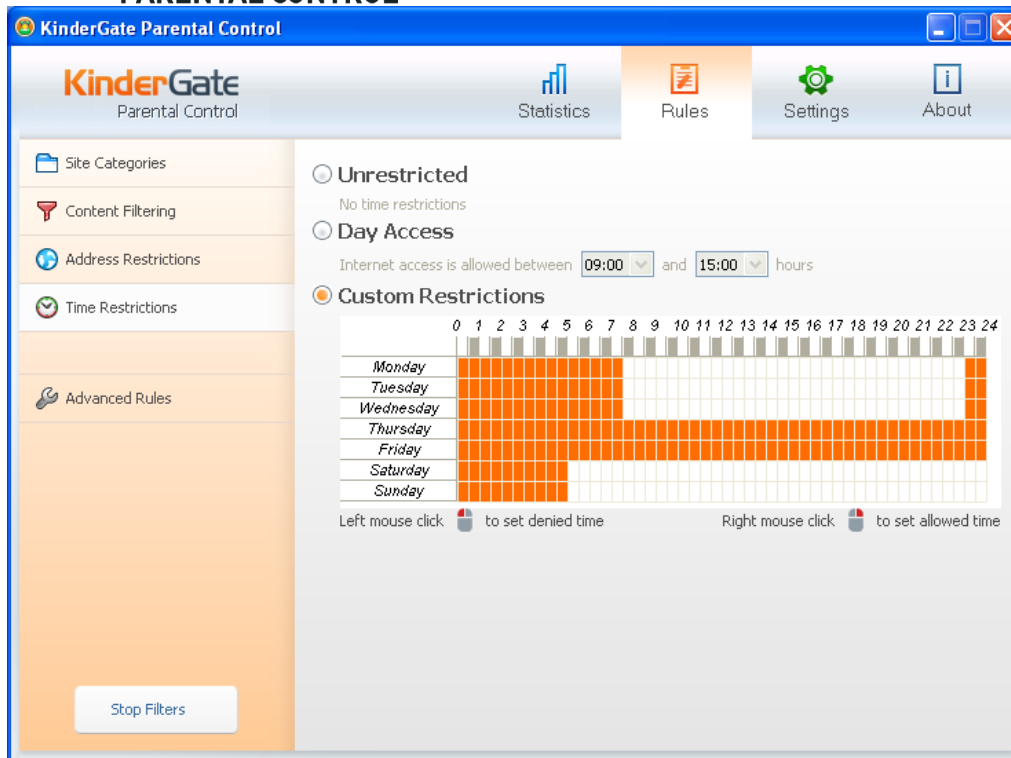 PARENTAL CONTROL
KinderGate Parental Control
KinderGate
Parental Control
Statistics
Rules
Settings
About
Site Categories
Content Filtering
Address Restrictions
Time Restrictions
Advanced Rules
Stop Filters
Unrestricted
No time restrictions
Day Access
Internet access is allowed between 09:00 and 15:00 hours
Custom Restrictions
0 1 2 3 4 5 6 7 8 9 10 11 12 13 14 15 16 17 18 19 20 21 22 23 24
Monday
Tuesday
Wednesday
Thursday
Friday
Saturday
Sunday
Left mouse click to set denied time Right mouse click to set allowed time